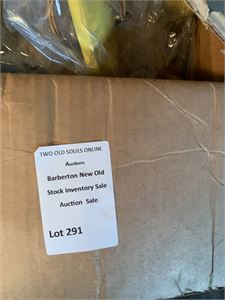 TWO OLD SOULS ONLINE
Auctions
Barberton New Old
Stock Inventory Sale
Auction Sale
Lot 291